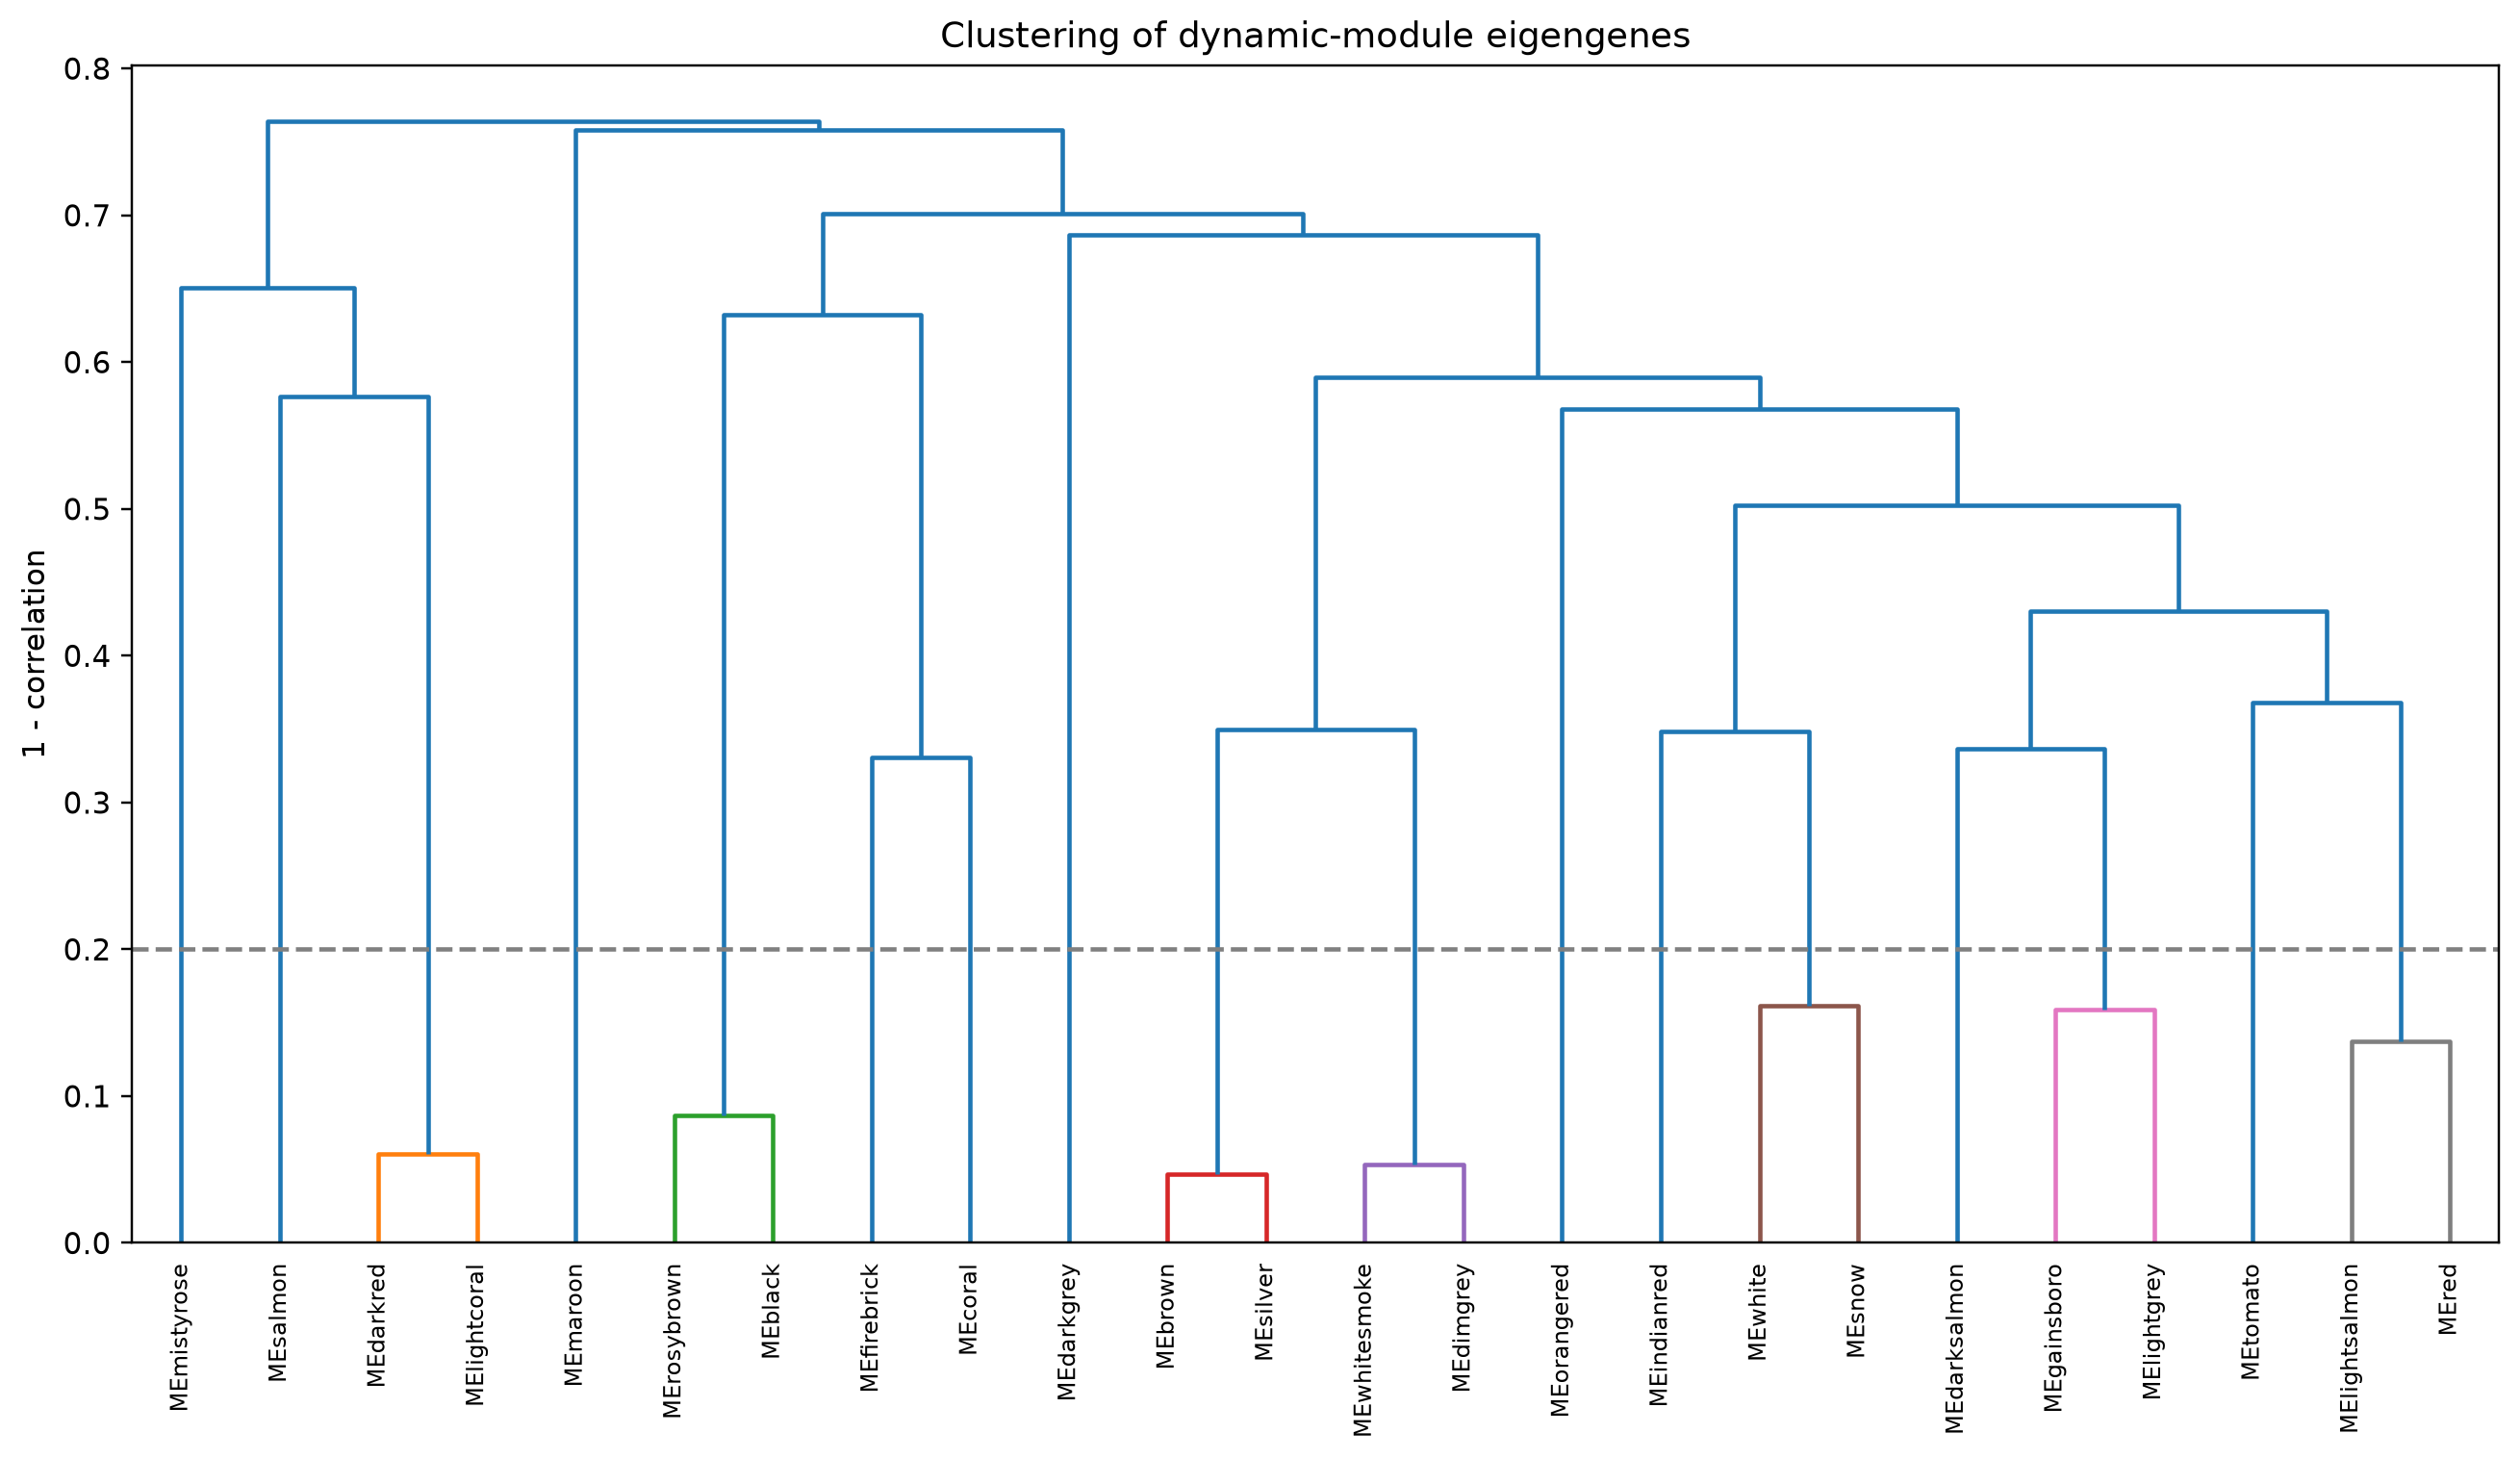 Clustering of dynamic-module eigengenes
0.8
0.7
0.6
0.5
0.4
0.3
0.2
0.1
0.0
1 - correlation
MEmistyrose
MEsalmon
MEdarkred
MElightcoral
MEmaroon
MErosybrown
MEblack
MEfirebrick
MEcoral
MEdarkgrey
MEbrown
MEsilver
MEwhitesmoke
MEdimgrey
MEorangered
MEindianred
MEwhite
MEsnow
MEdarksalmon
MEgainsboro
MElightgrey
MEtomato
MElightsalmon
MEred